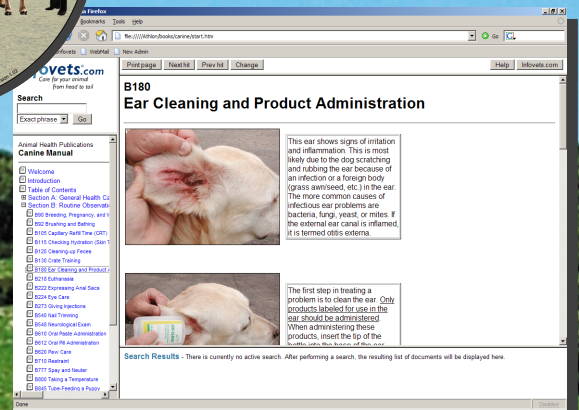 Firefox
Bookmarks Tools Help
file://///Athlon/books/canine/start.htm
Go
WebMail New Admin
vets.com
Care for your animal
from head to tail
Print page Next hit Prev hit Change Help Infovets.com
Search
Exact phrase Go
Animal Health Publications
Canine Manual
Welcome
Introduction
Table of Contents
Section A: General Health Ca
Section B: Routine Observati
B90 Breeding, Pregnancy, and
B92 Brushing and Bathing
B105 Capillary Refill Time (CRT)
B115 Checking Hydration (Skin T
B120 Cleaning-up Feces
B130 Crate Training
B180 Ear Cleaning and Product
B218 Euthanasia
B222 Expressing Anal Sacs
B224 Eye Care
B273 Giving Injections
B540 Nail Trimming
B548 Neurological Exam
B610 Oral Paste Administration
B612 Oral Pill Administration
B620 Paw Care
B710 Restraint
B777 Spay and Neuter
B800 Taking a Temperature
B845 Tube-Feeding a Puppy
B180
Ear Cleaning and Product Administration
This ear shows signs of irritation
and inflammation. This is most
likely due to the dog scratching
and rubbing the ear because of
an infection or a foreign body
(grass awn/seed, etc.) in the ear.
The more common causes of
infectious ear problems are
bacteria, fungi, yeast, or mites. If
the external ear canal is inflamed,
it is termed otitis externa.
The first step in treating a
problem is to clean the ear. Only
products labeled for use in the
ear should be administered.
When administering these
products, insert the tip of the
bottle into the base of the ear
Search Results - There is currently no active search. After performing a search, the resulting list of documents will be displayed here.
Done
Disabled